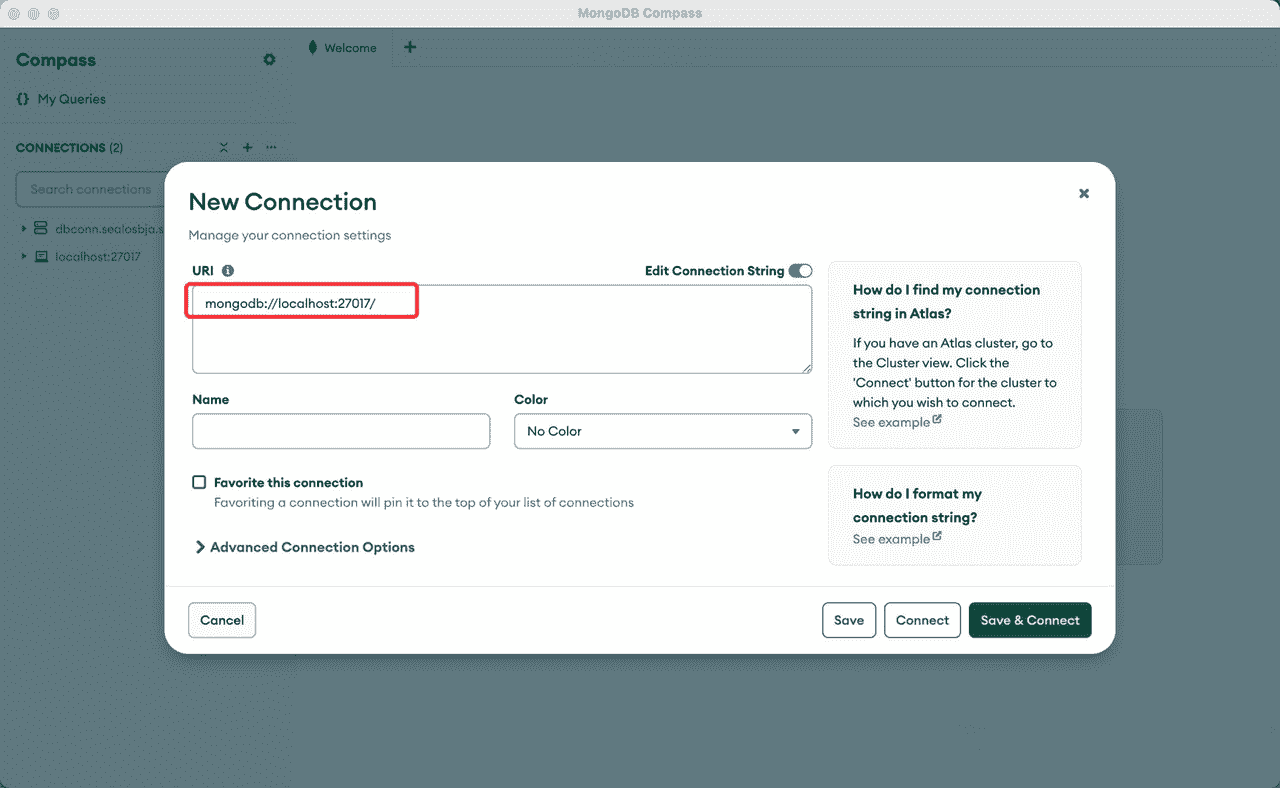 MongoDB Compass
Compass
Welcome
{} My Queries
CONNECTIONS (2)
Search connections
dbconn.sealosbja.s
localhost:27017
New Connection
Manage your connection settings
URI
Edit Connection String
mongodb://localhost:27017/
Name
Color
No Color
Favorite this connection
Favoriting a connection will pin it to the top of your list of connections
Advanced Connection Options
How do I find my connection
string in Atlas?
If you have an Atlas cluster, go to
the Cluster view. Click the
'Connect' button for the cluster to
which you wish to connect.
See example
How do I format my
connection string?
See example
Cancel
Save
Connect
Save & Connect